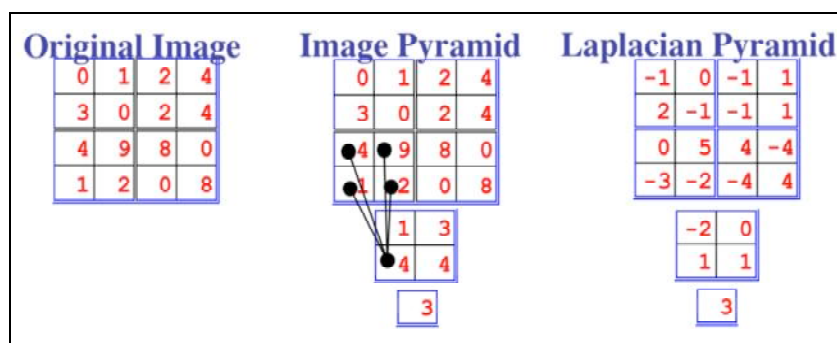 Original Image Image Pyramid Laplacian Pyramid
0 1 2 4 0 1 2 4 -1 0 -1 1
3 0 2 4 3 0 2 4 2 -1 -1 1
4 9 8 0 4 9 8 0 0 5 4 -4
1 2 0 8 1 2 0 8 -3 -2 -4 4
1 3 -2 0
4 4 1 1
3 3